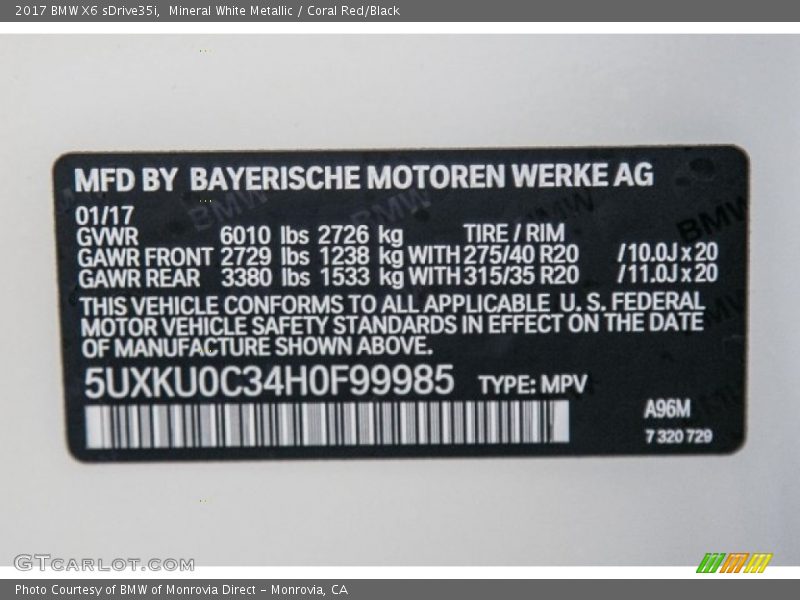 2017 BMW X6 sDrive35i, Mineral White Metallic / Coral Red/Black
MFD BY BAYERISCHE MOTOREN WERKE AG
01/17
GVWR 6010 lbs 2726 kg TIRE / RIM
GAWR FRONT 2729 lbs 1238 kg WITH 275/40 R20 /10.0J x 20
GAWR REAR 3380 lbs 1533 kg WITH 315/35 R20 /11.0J x 20
THIS VEHICLE CONFORMS TO ALL APPLICABLE U.S. FEDERAL
MOTOR VEHICLE SAFETY STANDARDS IN EFFECT ON THE DATE
OF MANUFACTURE SHOWN ABOVE.
5UXKU0C34H0F99985 TYPE: MPV
A96M
7 320 729
GTCARLOT.COM
Photo Courtesy of BMW of Monrovia Direct - Monrovia, CA